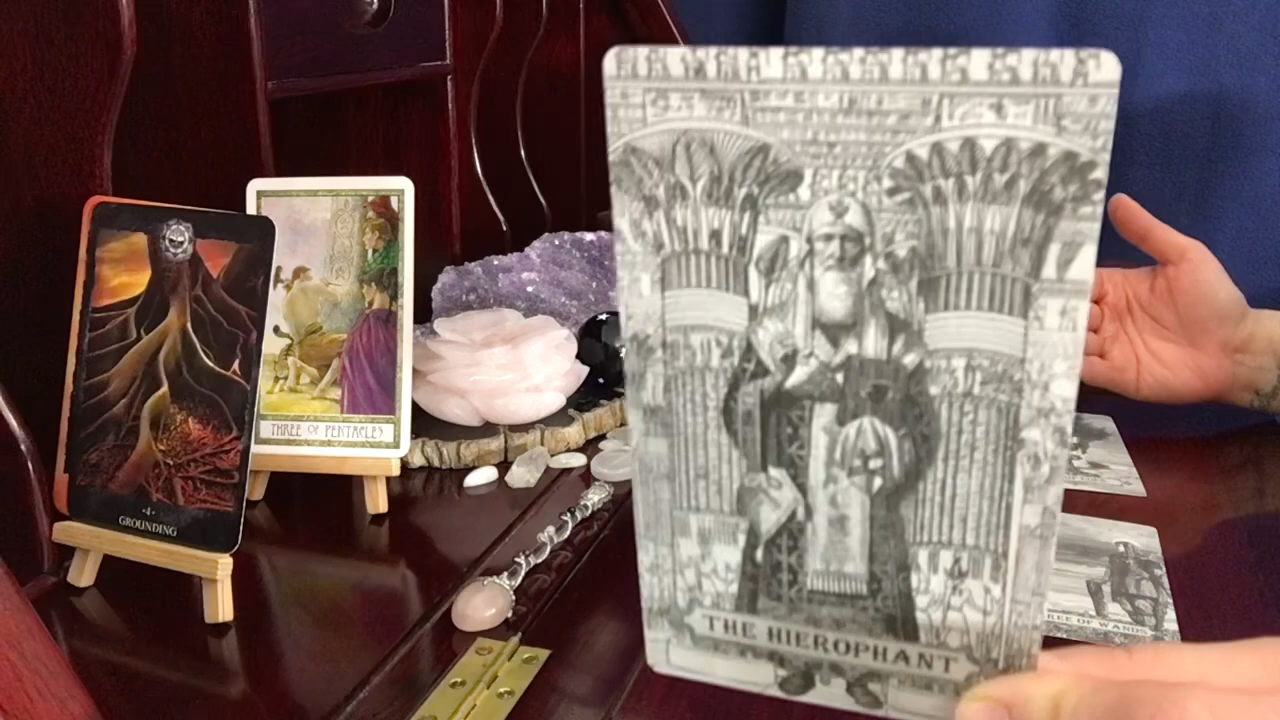 ·4·
GROUNDING
THREE OF PENTACLES
THE HIEROPHANT
REE OF WANDS